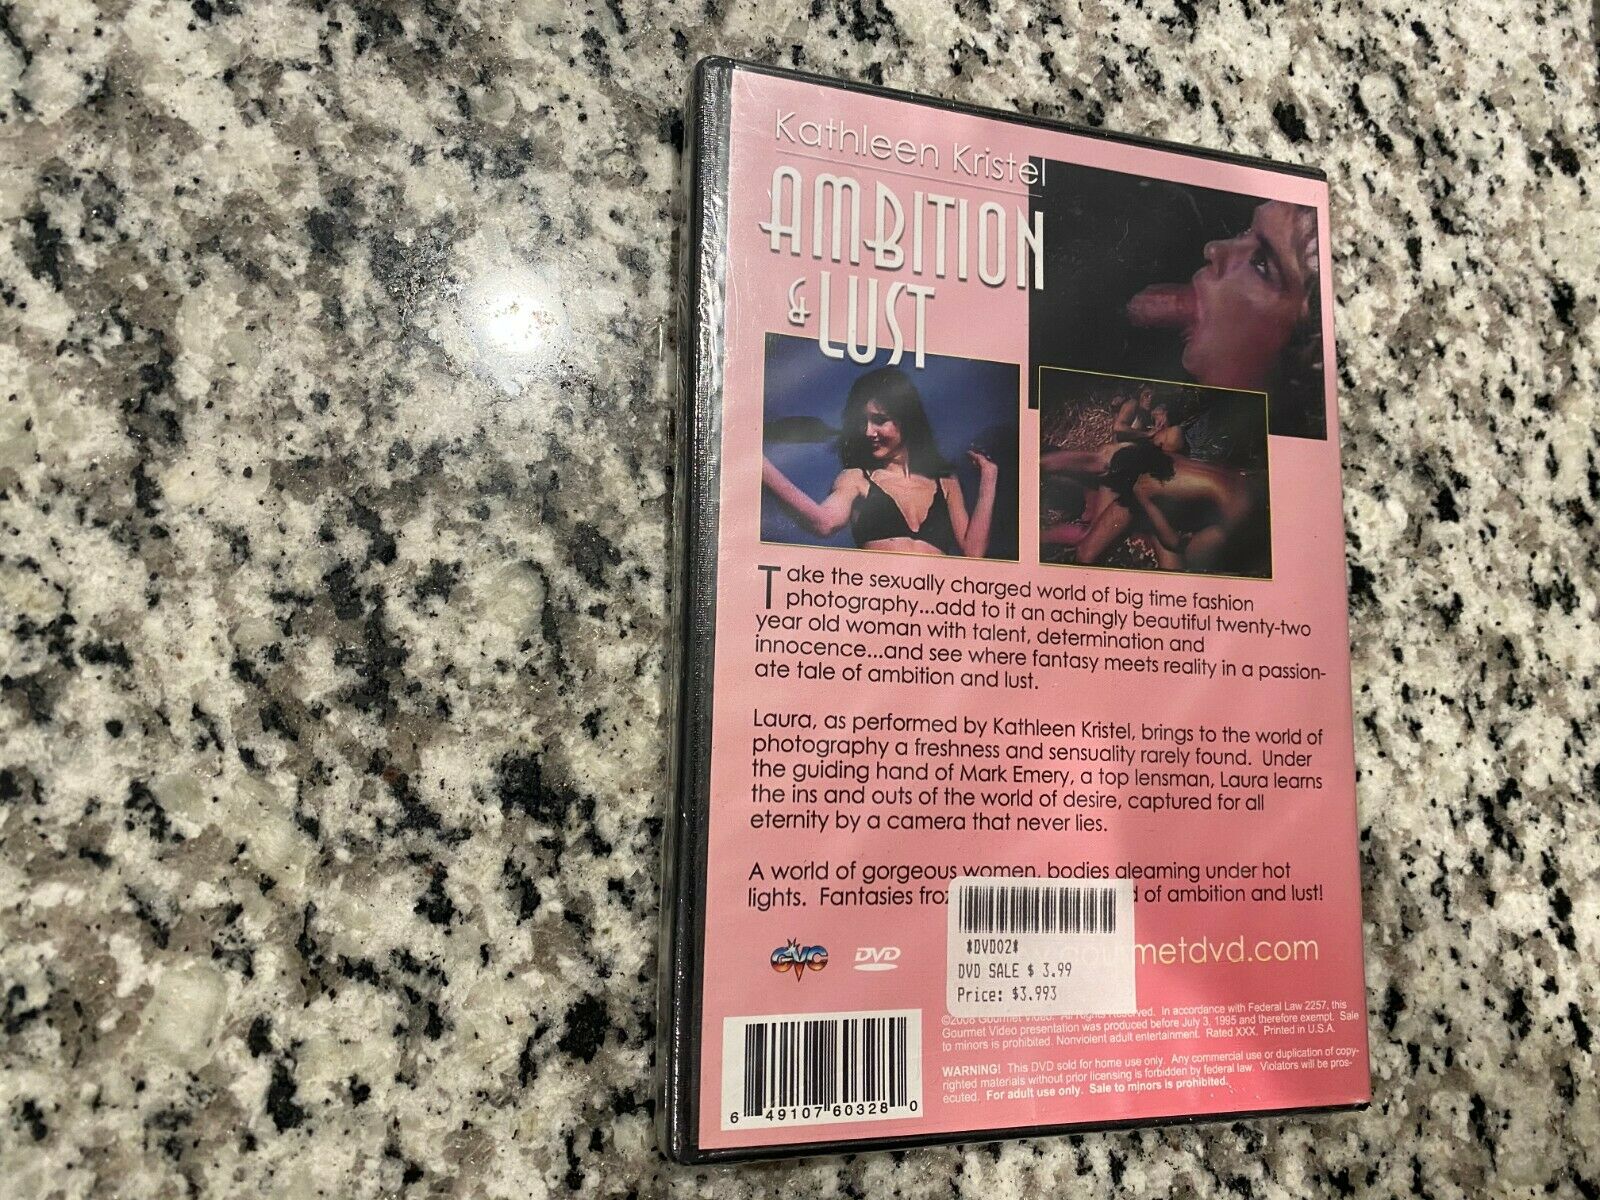 Kathleen Kristel
AMBITION
& LUST
Take the sexually charged world of big time fashion
photography...add to it an achingly beautiful twenty-two
year old woman with talent, determination and
innocence...and see where fantasy meets reality in a passion-
ate tale of ambition and lust.
Laura, as performed by Kathleen Kristel, brings to the world of
photography a freshness and sensuality rarely found. Under
the guiding hand of Mark Emery, a top lensman, Laura learns
the ins and outs of the world of desire, captured for all
eternity by a camera that never lies.
A world of gorgeous women, bodies gleaming under hot
lights. Fantasies of ambition and lust!
*DVD02*
DVD SALE $ 3.99
Price: $3.993
GVC
DVD
metdvd.com
©2008 Gourmet Video. All Rights Reserved. In accordance with Federal Law 2257, this
Gourmet Video presentation was produced before July 3, 1995 and therefore exempt. Sale
to minors is prohibited. Nonviolent adult entertainment. Rated XXX. Printed in U.S.A.
WARNING! This DVD sold for home use only. Any commercial use or duplication of copy-
righted materials without prior licensing is forbidden by federal law. Violators will be pros-
ecuted. For adult use only. Sale to minors is prohibited.
6 49107 60328 0